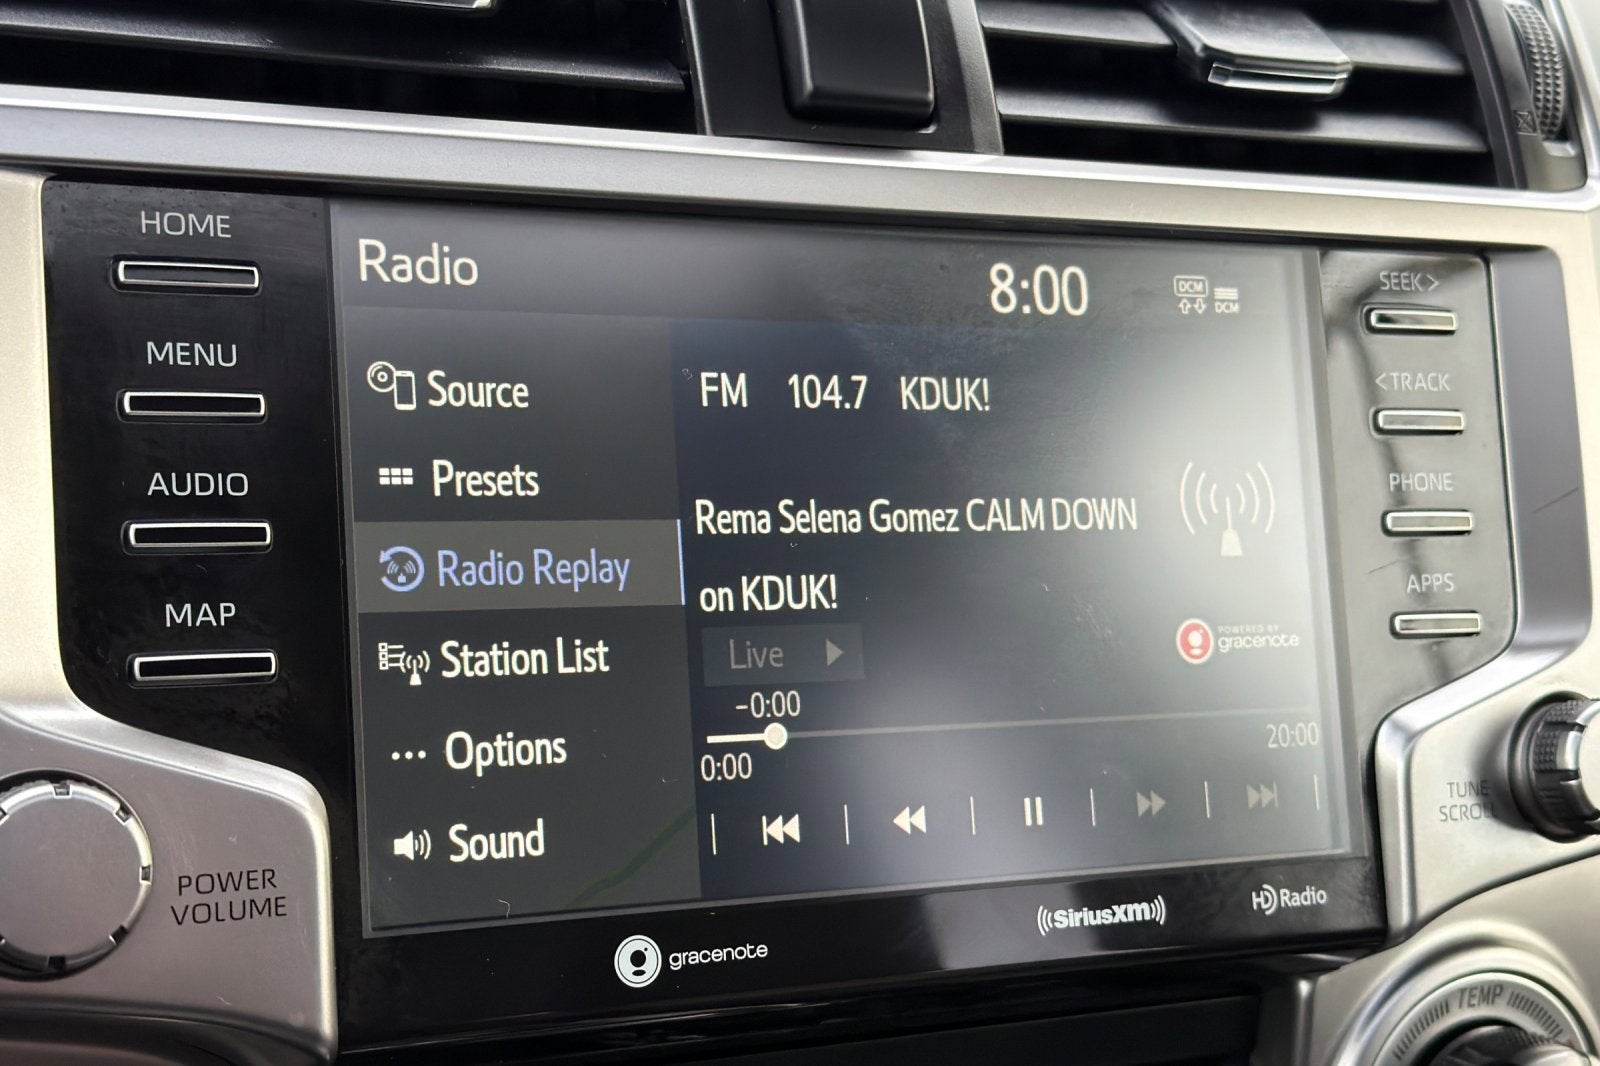 HOME
MENU
AUDIO
MAP
POWER
VOLUME
Radio
8:00
DCM
DCM
Source
Presets
Radio Replay
Station List
Options
Sound
FM 104.7 KDUK!
Rema Selena Gomez CALM DOWN
on KDUK!
POWERED BY
gracenote
Live
-0:00
0:00
20:00
gracenote
SiriusXM
HD Radio
SEEK>
<TRACK
PHONE
APPS
TUNE
SCROLL
TEMP